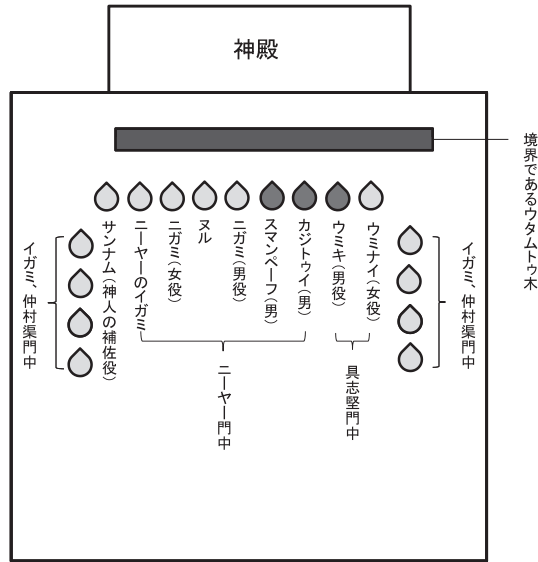 神殿
境界であるウタムトゥ木
サンナム（神人の補佐役）
ニーヤーのイガミ
ニガミ（女役）
ヌル
ニガミ（男役）
スマンペーフ（男）
カジトゥイ（男）
ウミキ（男役）
ウミナイ（女役）
イガミ、仲村渠門中
イガミ、仲村渠門中
ニーヤー門中
具志堅門中